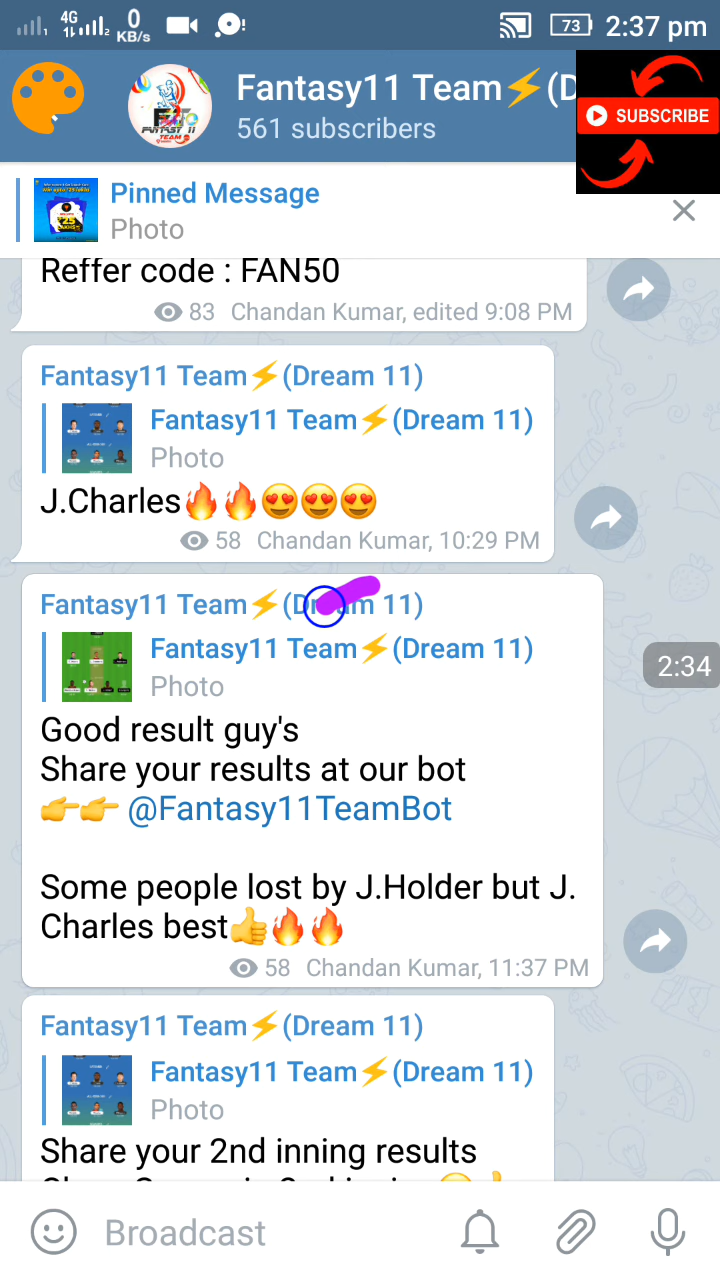 4G
0
KB/s
73
2:37 pm
Fantasy11 Team⚡(D
561 subscribers
SUBSCRIBE
Pinned Message
Photo
Reffer code : FAN50
83 Chandan Kumar, edited 9:08 PM
Fantasy11 Team⚡(Dream 11)
Fantasy11 Team⚡(Dream 11)
Photo
J.Charles🔥🔥😍😍😍
58 Chandan Kumar, 10:29 PM
Fantasy11 Team⚡(Dream 11)
Fantasy11 Team⚡(Dream 11)
Photo
2:34
Good result guy's
Share your results at our bot
👉👉 @Fantasy11TeamBot
Some people lost by J.Holder but J.
Charles best👍🔥🔥
58 Chandan Kumar, 11:37 PM
Fantasy11 Team⚡(Dream 11)
Fantasy11 Team⚡(Dream 11)
Photo
Share your 2nd inning results
Broadcast